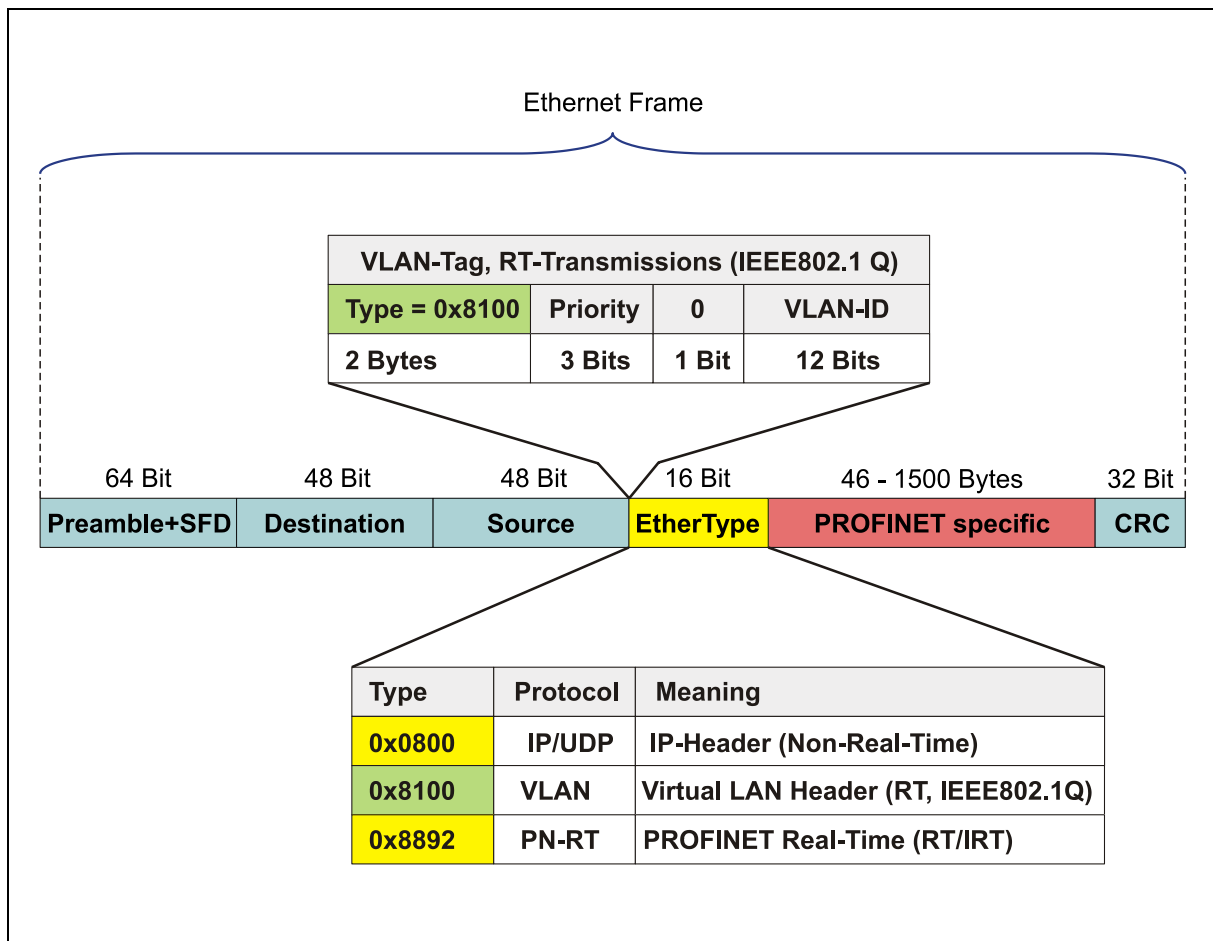 Ethernet Frame
VLAN-Tag, RT-Transmissions (IEEE802.1 Q)
Type = 0x8100 Priority 0 VLAN-ID
2 Bytes 3 Bits 1 Bit 12 Bits
64 Bit 48 Bit 48 Bit 16 Bit 46 - 1500 Bytes 32 Bit
Preamble+SFD Destination Source EtherType PROFINET specific CRC
Type Protocol Meaning
0x0800 IP/UDP IP-Header (Non-Real-Time)
0x8100 VLAN Virtual LAN Header (RT, IEEE802.1Q)
0x8892 PN-RT PROFINET Real-Time (RT/IRT)